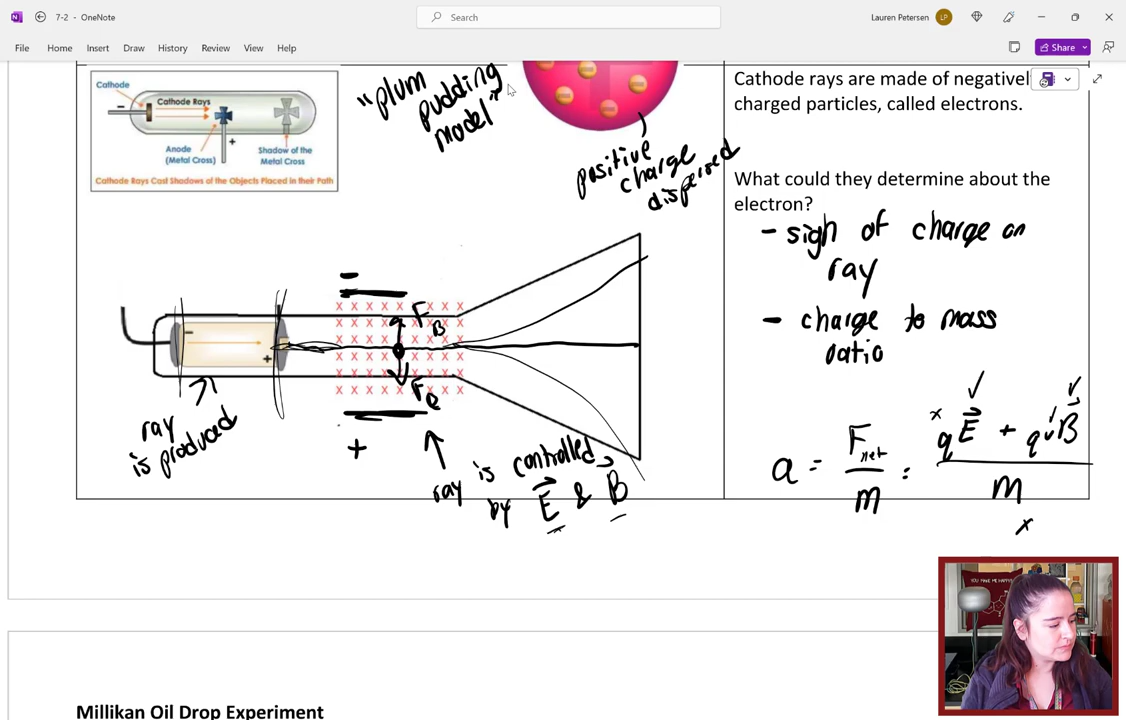 7-2 - OneNote
Search
Lauren Petersen
LP
File Home Insert Draw History Review View Help
Share
Cathode
Cathode Rays
Anode
(Metal Cross)
Shadow of the
Metal Cross
Cathode Rays Cast Shadows of the Objects Placed in their Path
"plum
pudding
model"
positive
charge
dispersed
Cathode rays are made of negativel
charged particles, called electrons.
What could they determine about the
electron?
- sign of charge on
ray
- charge to mass
ratio
-
+
F B
F e
-
+
ray
is produced
ray is controlled
by E & B
a = F net / m = qE + qvB / m
Millikan Oil Drop Experiment